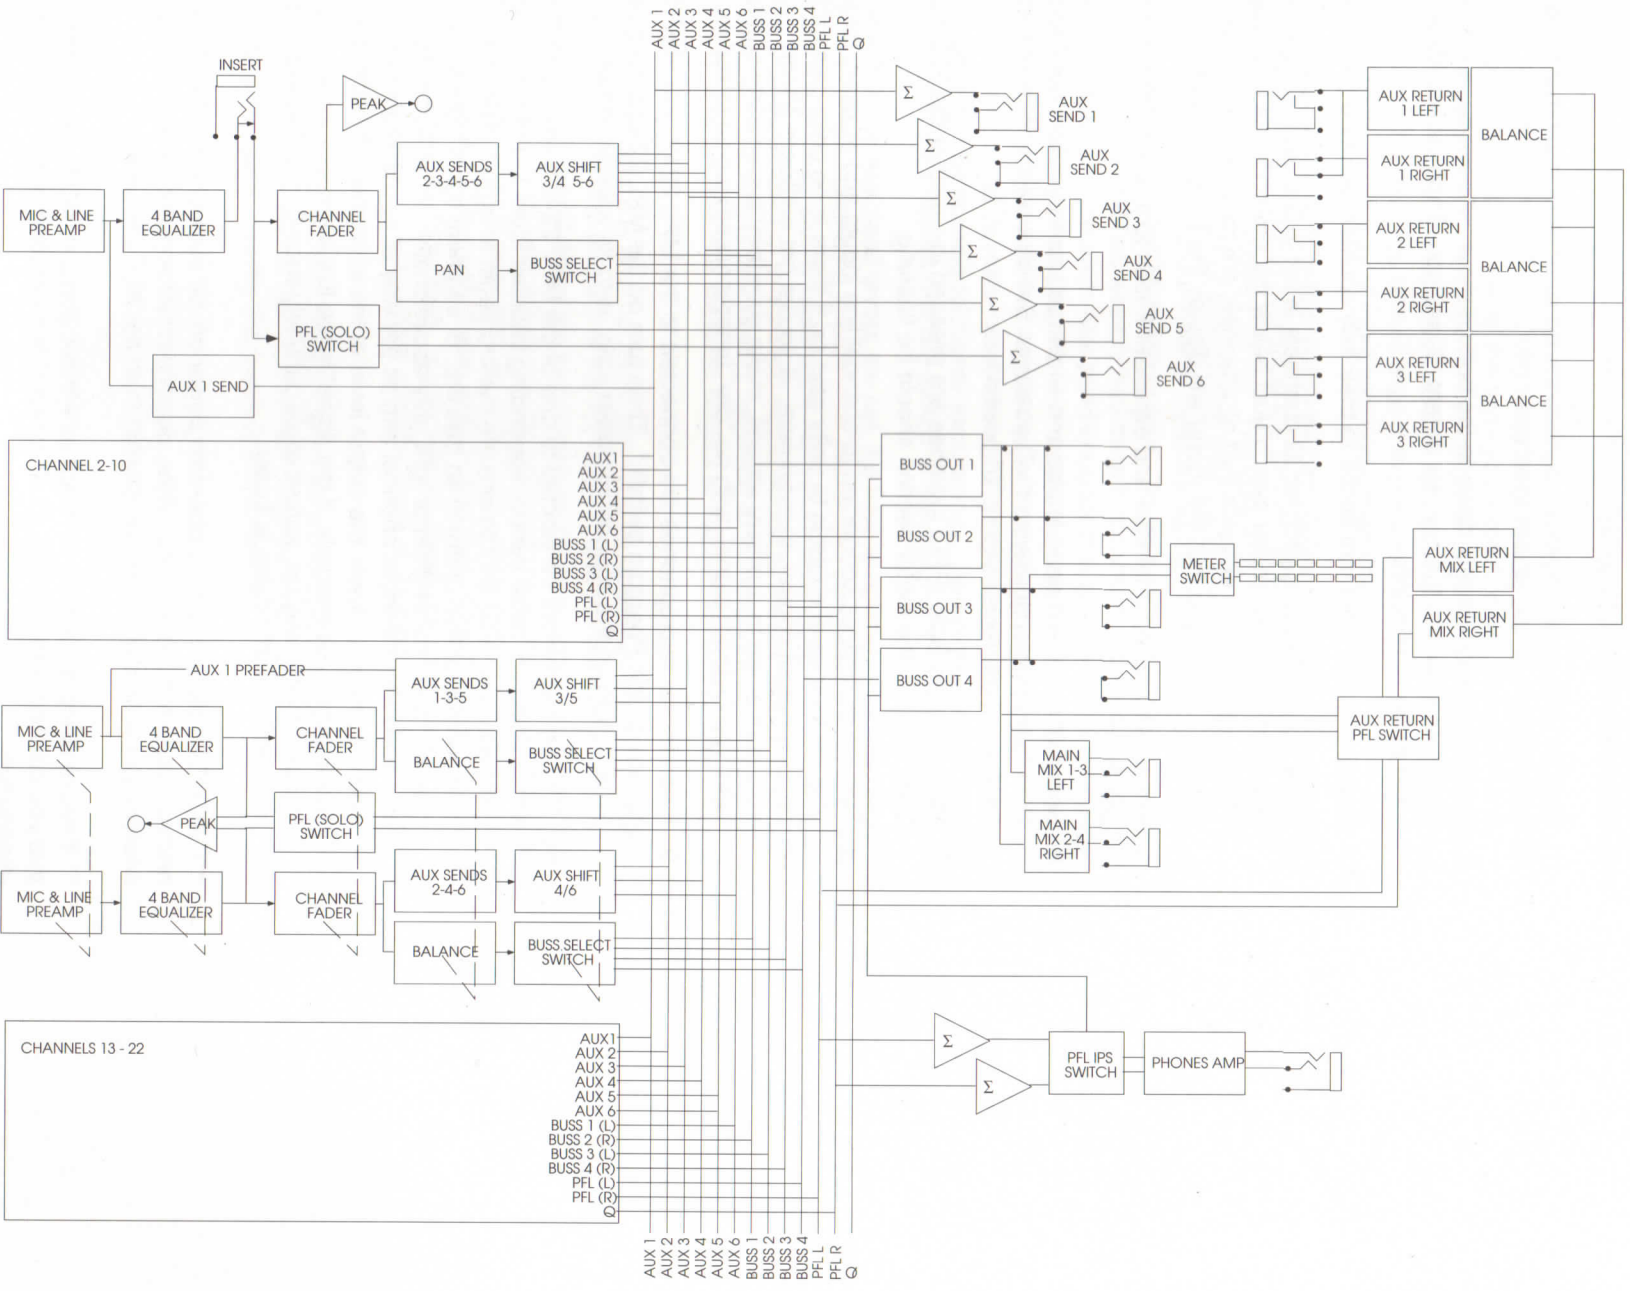 AUX 1
AUX 2
AUX 3
AUX 4
AUX 5
AUX 6
BUSS 1
BUSS 2
BUSS 3
BUSS 4
PFL L
PFL R
Q
INSERT
PEAK
MIC & LINE
PREAMP
4 BAND
EQUALIZER
CHANNEL
FADER
AUX SENDS
2-3-4-5-6
AUX SHIFT
3/4 5-6
PAN
BUSS SELECT
SWITCH
PFL (SOLO)
SWITCH
AUX 1 SEND
Σ
AUX
SEND 1
Σ
AUX
SEND 2
Σ
AUX
SEND 3
Σ
AUX
SEND 4
Σ
AUX
SEND 5
Σ
AUX
SEND 6
AUX RETURN
1 LEFT
AUX RETURN
1 RIGHT
BALANCE
AUX RETURN
2 LEFT
AUX RETURN
2 RIGHT
BALANCE
AUX RETURN
3 LEFT
AUX RETURN
3 RIGHT
BALANCE
CHANNEL 2-10
AUX1
AUX 2
AUX 3
AUX 4
AUX 5
AUX 6
BUSS 1 (L)
BUSS 2 (R)
BUSS 3 (L)
BUSS 4 (R)
PFL (L)
PFL (R)
Q
BUSS OUT 1
BUSS OUT 2
BUSS OUT 3
BUSS OUT 4
METER
SWITCH
AUX RETURN
MIX LEFT
AUX RETURN
MIX RIGHT
AUX RETURN
PFL SWITCH
MAIN
MIX 1-3
LEFT
MAIN
MIX 2-4
RIGHT
AUX 1 PREFADER
MIC & LINE
PREAMP
4 BAND
EQUALIZER
CHANNEL
FADER
AUX SENDS
1-3-5
AUX SHIFT
3/5
BALANCE
BUSS SELECT
SWITCH
PEAK
PFL (SOLO)
SWITCH
MIC & LINE
PREAMP
4 BAND
EQUALIZER
CHANNEL
FADER
AUX SENDS
2-4-6
AUX SHIFT
4/6
BALANCE
BUSS SELECT
SWITCH
CHANNELS 13 - 22
AUX1
AUX 2
AUX 3
AUX 4
AUX 5
AUX 6
BUSS 1 (L)
BUSS 2 (R)
BUSS 3 (L)
BUSS 4 (R)
PFL (L)
PFL (R)
Q
Σ
Σ
PFL IPS
SWITCH
PHONES AMP
AUX 1
AUX 2
AUX 3
AUX 4
AUX 5
AUX 6
BUSS 1
BUSS 2
BUSS 3
BUSS 4
PFL L
PFL R
Q